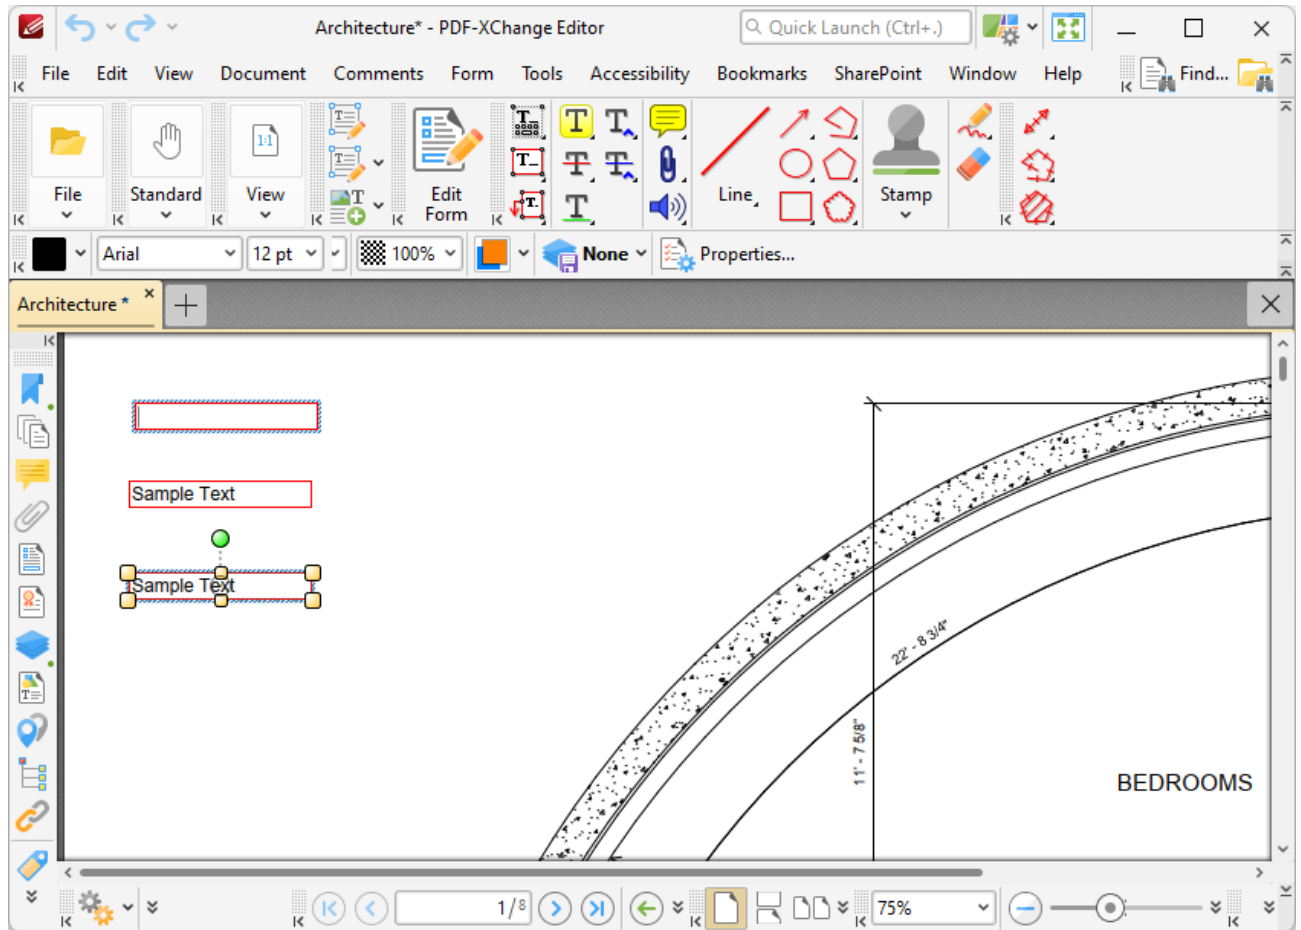 Architecture* - PDF-XChange Editor
Quick Launch (Ctrl+.)
File Edit View Document Comments Form Tools Accessibility Bookmarks SharePoint Window Help Find...
File
Standard
1:1
View
Edit
Form
Line
Stamp
Arial
12 pt
100%
None
Properties...
Architecture *
Sample Text
Sample Text
22' - 8 3/4"
11' - 7 5/8"
BEDROOMS
1/8
75%